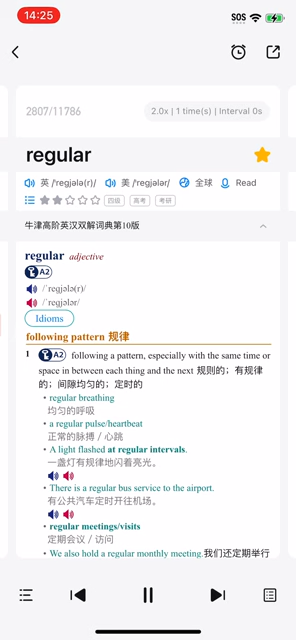 14:25
SOS
2807/11786
2.0x | 1 time(s) | Interval 0s
regular
英 /ˈreɡjələ(r)/ 美 /ˈreɡjələr/ 全球 Read
四级 高考 考研
牛津高阶英汉双解词典第10版
regular adjective
A2
/ˈreɡjələ(r)/
/ˈreɡjələr/
Idioms
following pattern 规律
1 A2 following a pattern, especially with the same time or
space in between each thing and the next 规则的；有规律
的；间隙均匀的；定时的
• regular breathing
均匀的呼吸
• a regular pulse/heartbeat
正常的脉搏 / 心跳
• A light flashed at regular intervals.
一盏灯有规律地闪着亮光。
• There is a regular bus service to the airport.
有公共汽车定时开往机场。
• regular meetings/visits
定期会议 / 访问
• We also hold a regular monthly meeting.我们还定期举行